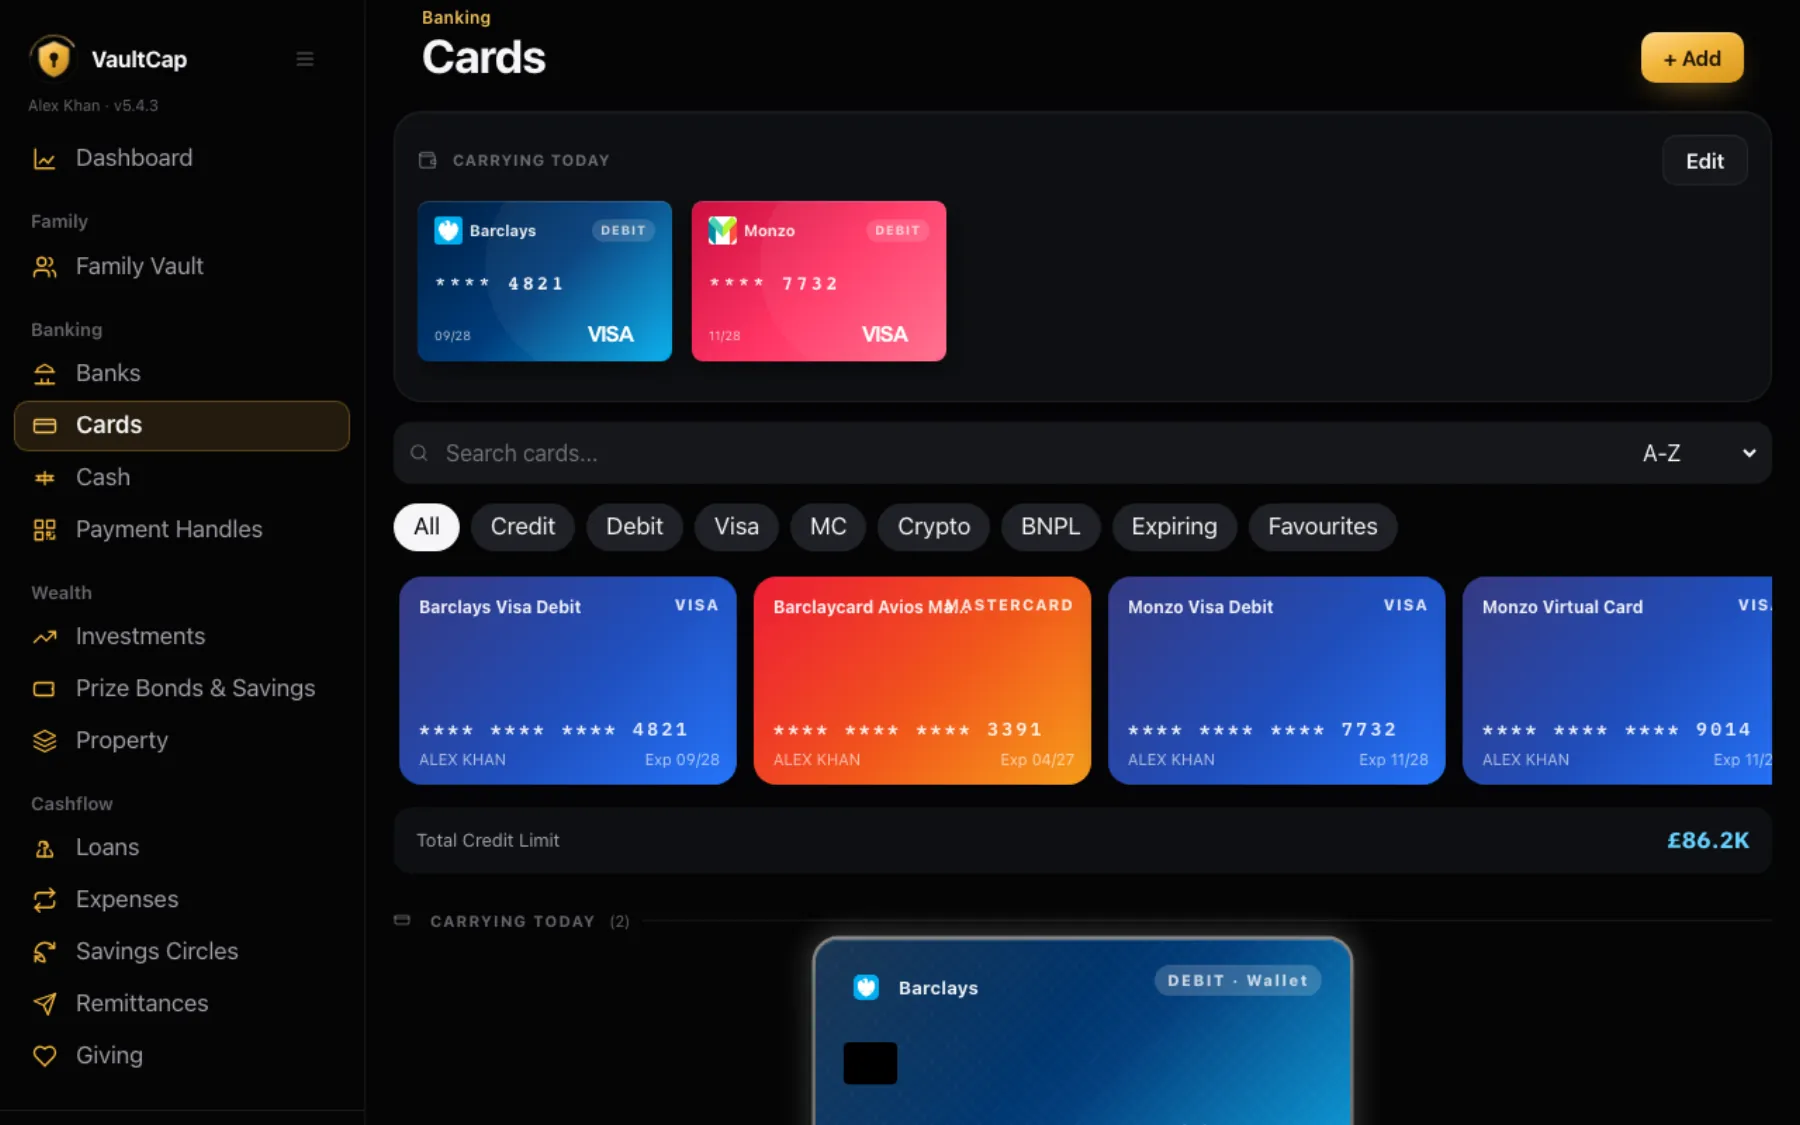 VaultCap
Alex Khan · v5.4.3
Dashboard
Family
Family Vault
Banking
Banks
Cards
Cash
Payment Handles
Wealth
Investments
Prize Bonds & Savings
Property
Cashflow
Loans
Expenses
Savings Circles
Remittances
Giving
Banking
Cards
+ Add
CARRYING TODAY
Edit
Barclays DEBIT
**** 4821
09/28 VISA
Monzo DEBIT
**** 7732
11/28 VISA
Search cards...
A-Z
All Credit Debit Visa MC Crypto BNPL Expiring Favourites
Barclays Visa Debit VISA
**** **** **** 4821
ALEX KHAN Exp 09/28
Barclaycard Avios Ma... MASTERCARD
**** **** **** 3391
ALEX KHAN Exp 04/27
Monzo Visa Debit VISA
**** **** **** 7732
ALEX KHAN Exp 11/28
Monzo Virtual Card VIS
**** **** **** 9014
ALEX KHAN Exp 11/2
Total Credit Limit £86.2K
CARRYING TODAY (2)
Barclays DEBIT · Wallet